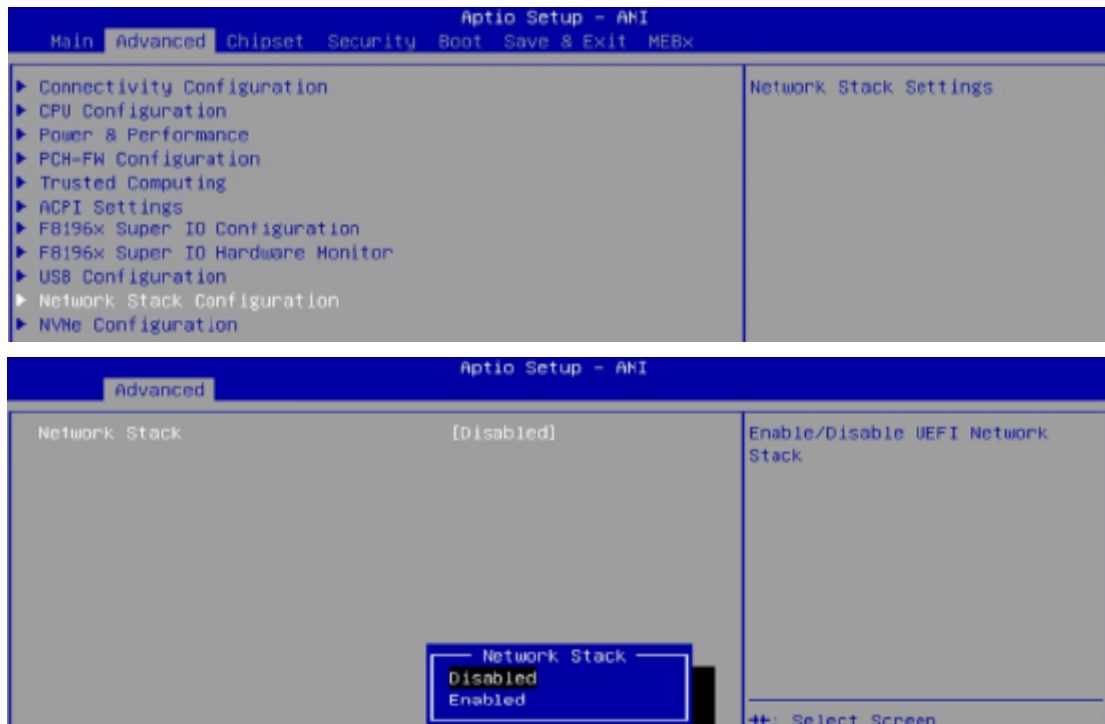 Aptio Setup - AMI
Main Advanced Chipset Security Boot Save & Exit MEBx
Connectivity Configuration
CPU Configuration
Power & Performance
PCH-FW Configuration
Trusted Computing
ACPI Settings
F8196x Super IO Configuration
F8196x Super IO Hardware Monitor
USB Configuration
Network Stack Configuration
NVMe Configuration
Network Stack Settings
Aptio Setup - AMI
Advanced
Network Stack [Disabled]
Enable/Disable UEFI Network
Stack
Network Stack
Disabled
Enabled
: Select Screen